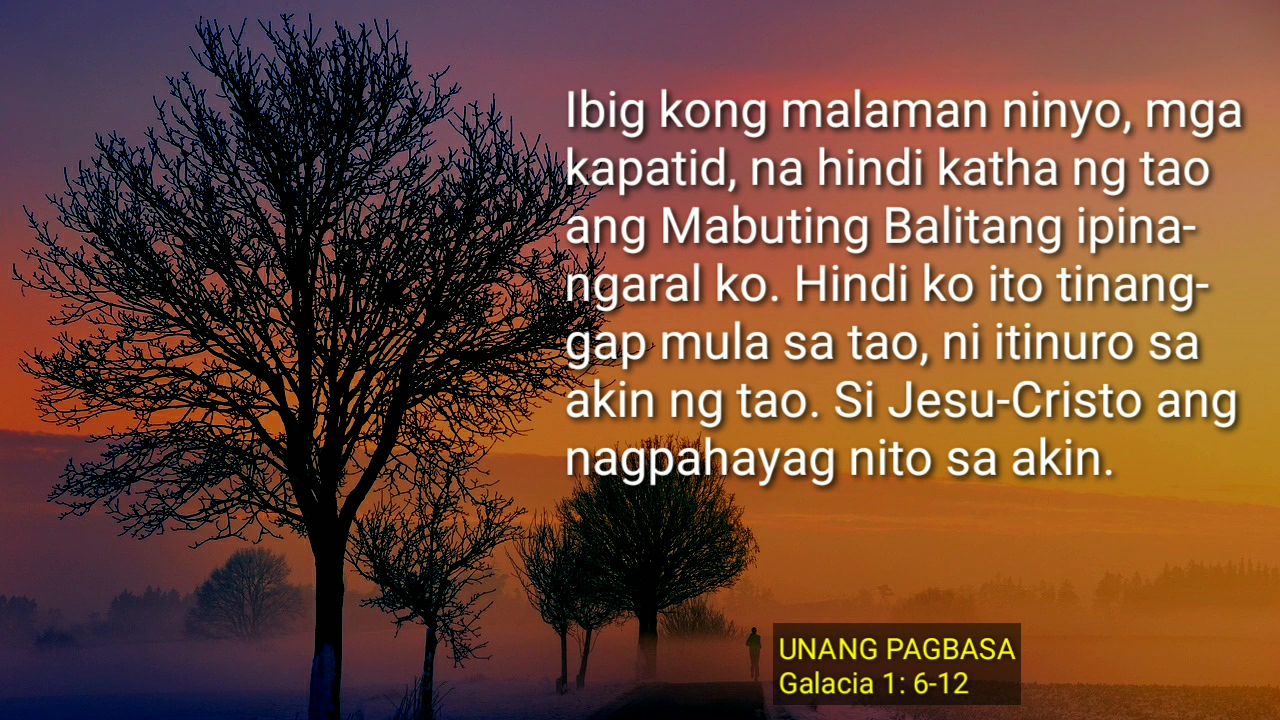 Ibig kong malaman ninyo, mga
kapatid, na hindi katha ng tao
ang Mabuting Balitang ipina-
ngaral ko. Hindi ko ito tinang-
gap mula sa tao, ni itinuro sa
akin ng tao. Si Jesu-Cristo ang
nagpahayag nito sa akin.
UNANG PAGBASA
Galacia 1: 6-12